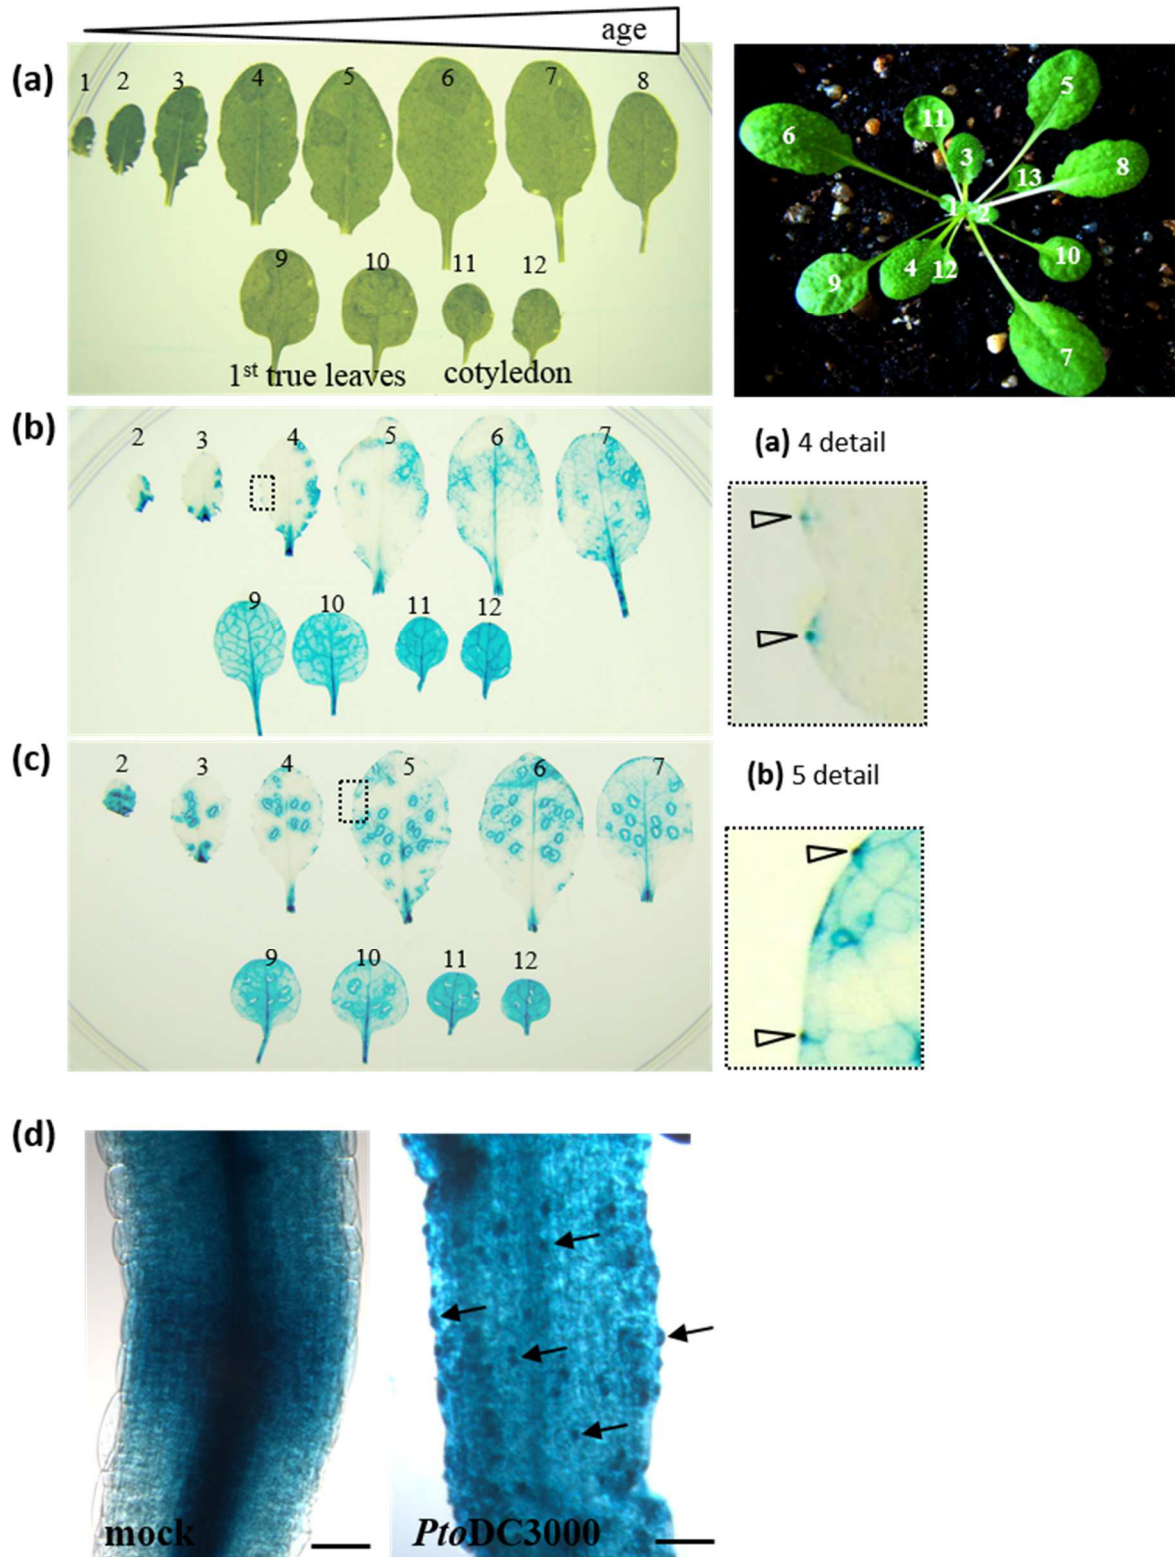 age
(a)
1 2 3 4 5 6 7 8
9 10 11 12
1st true leaves cotyledon
5
11
6
3
8
13
1
2
10
4
12
9
7
(b)
2 3 4 5 6 7
9 10 11 12
(a) 4 detail
(c)
2 3 4 5 6 7
9 10 11 12
(b) 5 detail
(d)
mock
PtoDC3000